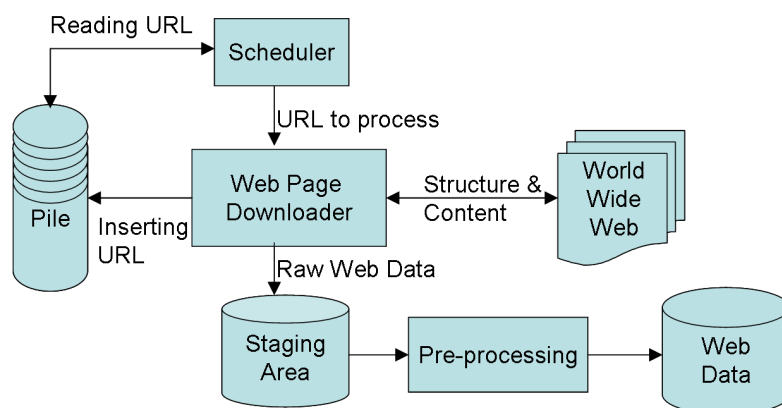 Reading URL
Scheduler
URL to process
Pile
Inserting
URL
Web Page
Downloader
Structure &
Content
World
Wide
Web
Raw Web Data
Staging
Area
Pre-processing
Web
Data